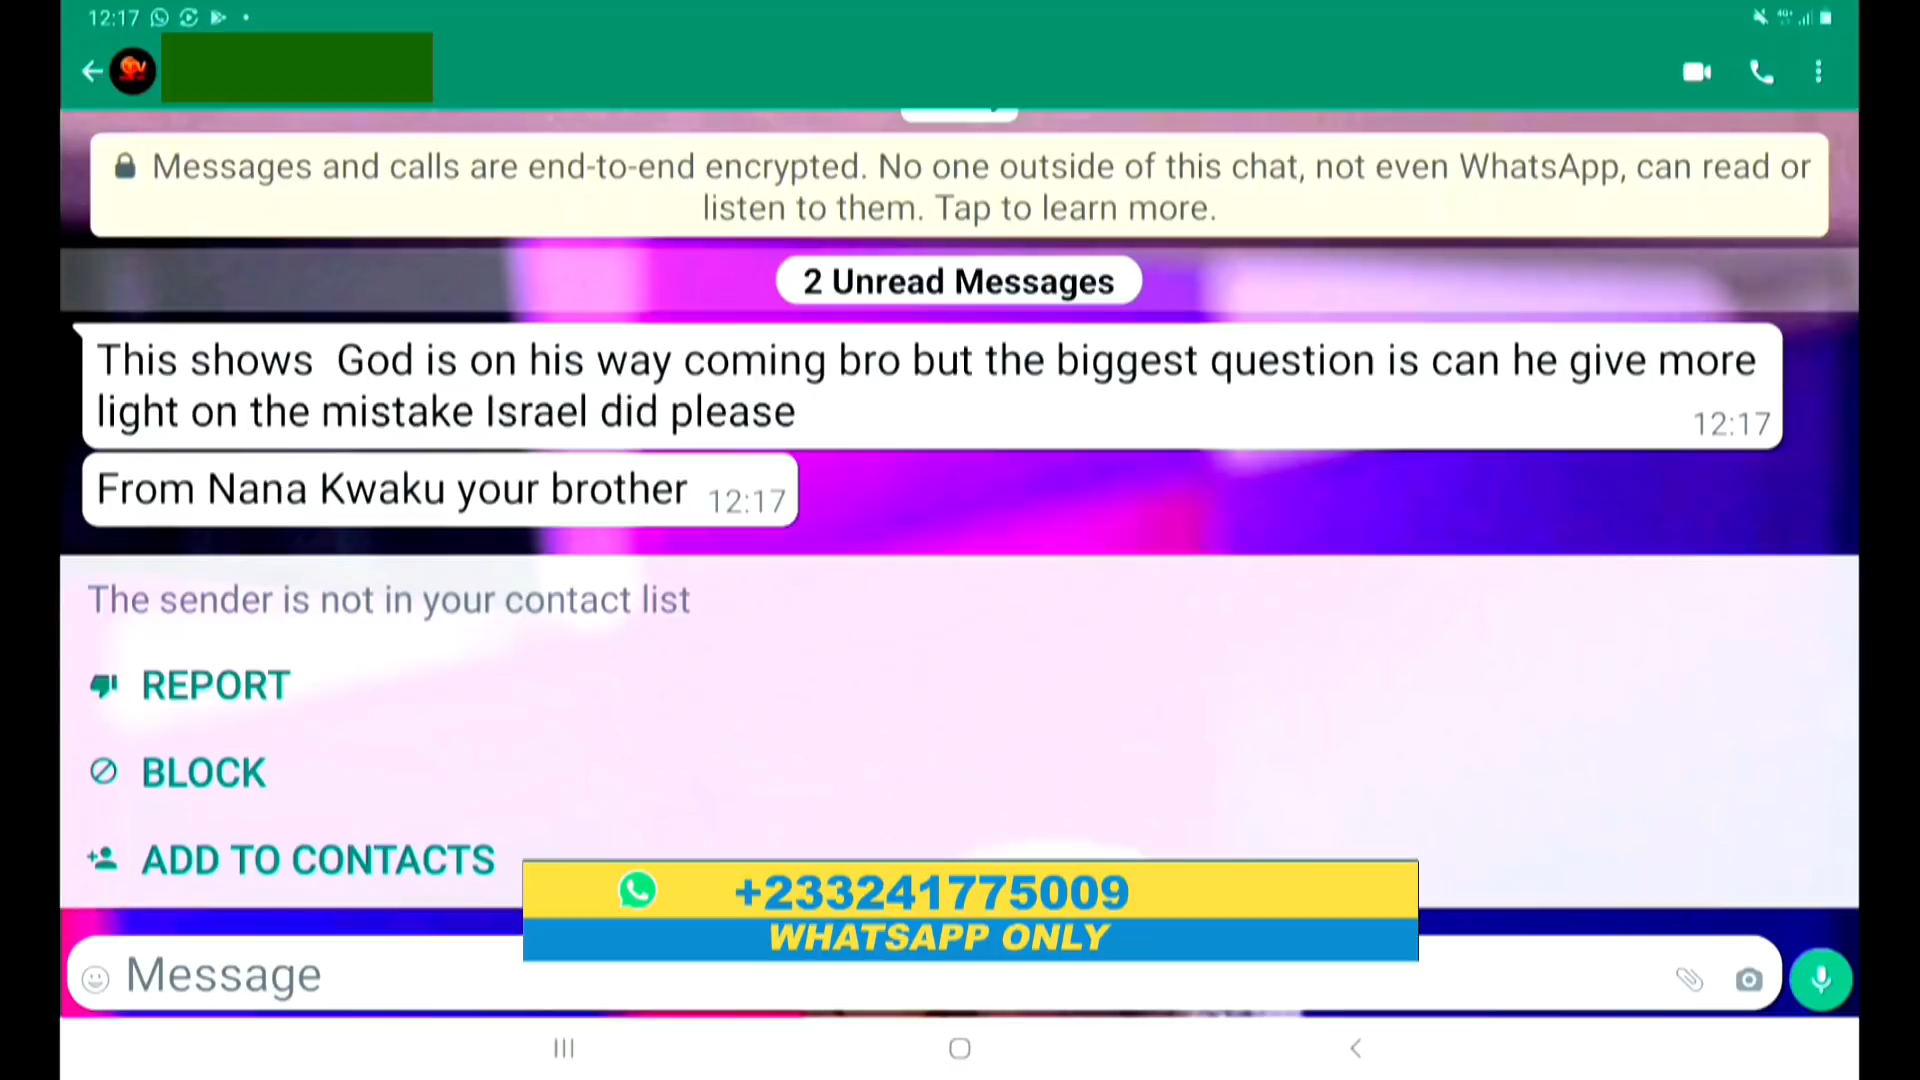 12:17
4G+
Messages and calls are end-to-end encrypted. No one outside of this chat, not even WhatsApp, can read or
listen to them. Tap to learn more.
2 Unread Messages
This shows  God is on his way coming bro but the biggest question is can he give more
light on the mistake Israel did please
12:17
From Nana Kwaku your brother 12:17
The sender is not in your contact list
REPORT
BLOCK
ADD TO CONTACTS
+233241775009
WHATSAPP ONLY
Message